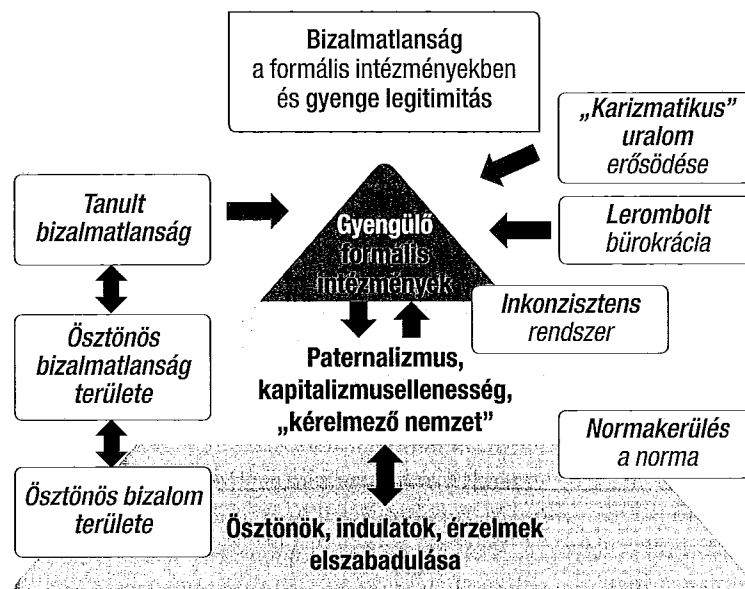 Bizalmatlanság
a formális intézményekben
és gyenge legitimitás
„Karizmatikus”
uralom
erősödése
Tanult
bizalmatlanság
Gyengülő
formális
intézmények
Lerombolt
bürokrácia
Inkonzisztens
rendszer
Ösztönös
bizalmatlanság
területe
Paternalizmus,
kapitalizmusellenesség,
„kérelmező nemzet”
Normakerülés
a norma
Ösztönös bizalom
területe
Ösztönök, indulatok, érzelmek
elszabadulása